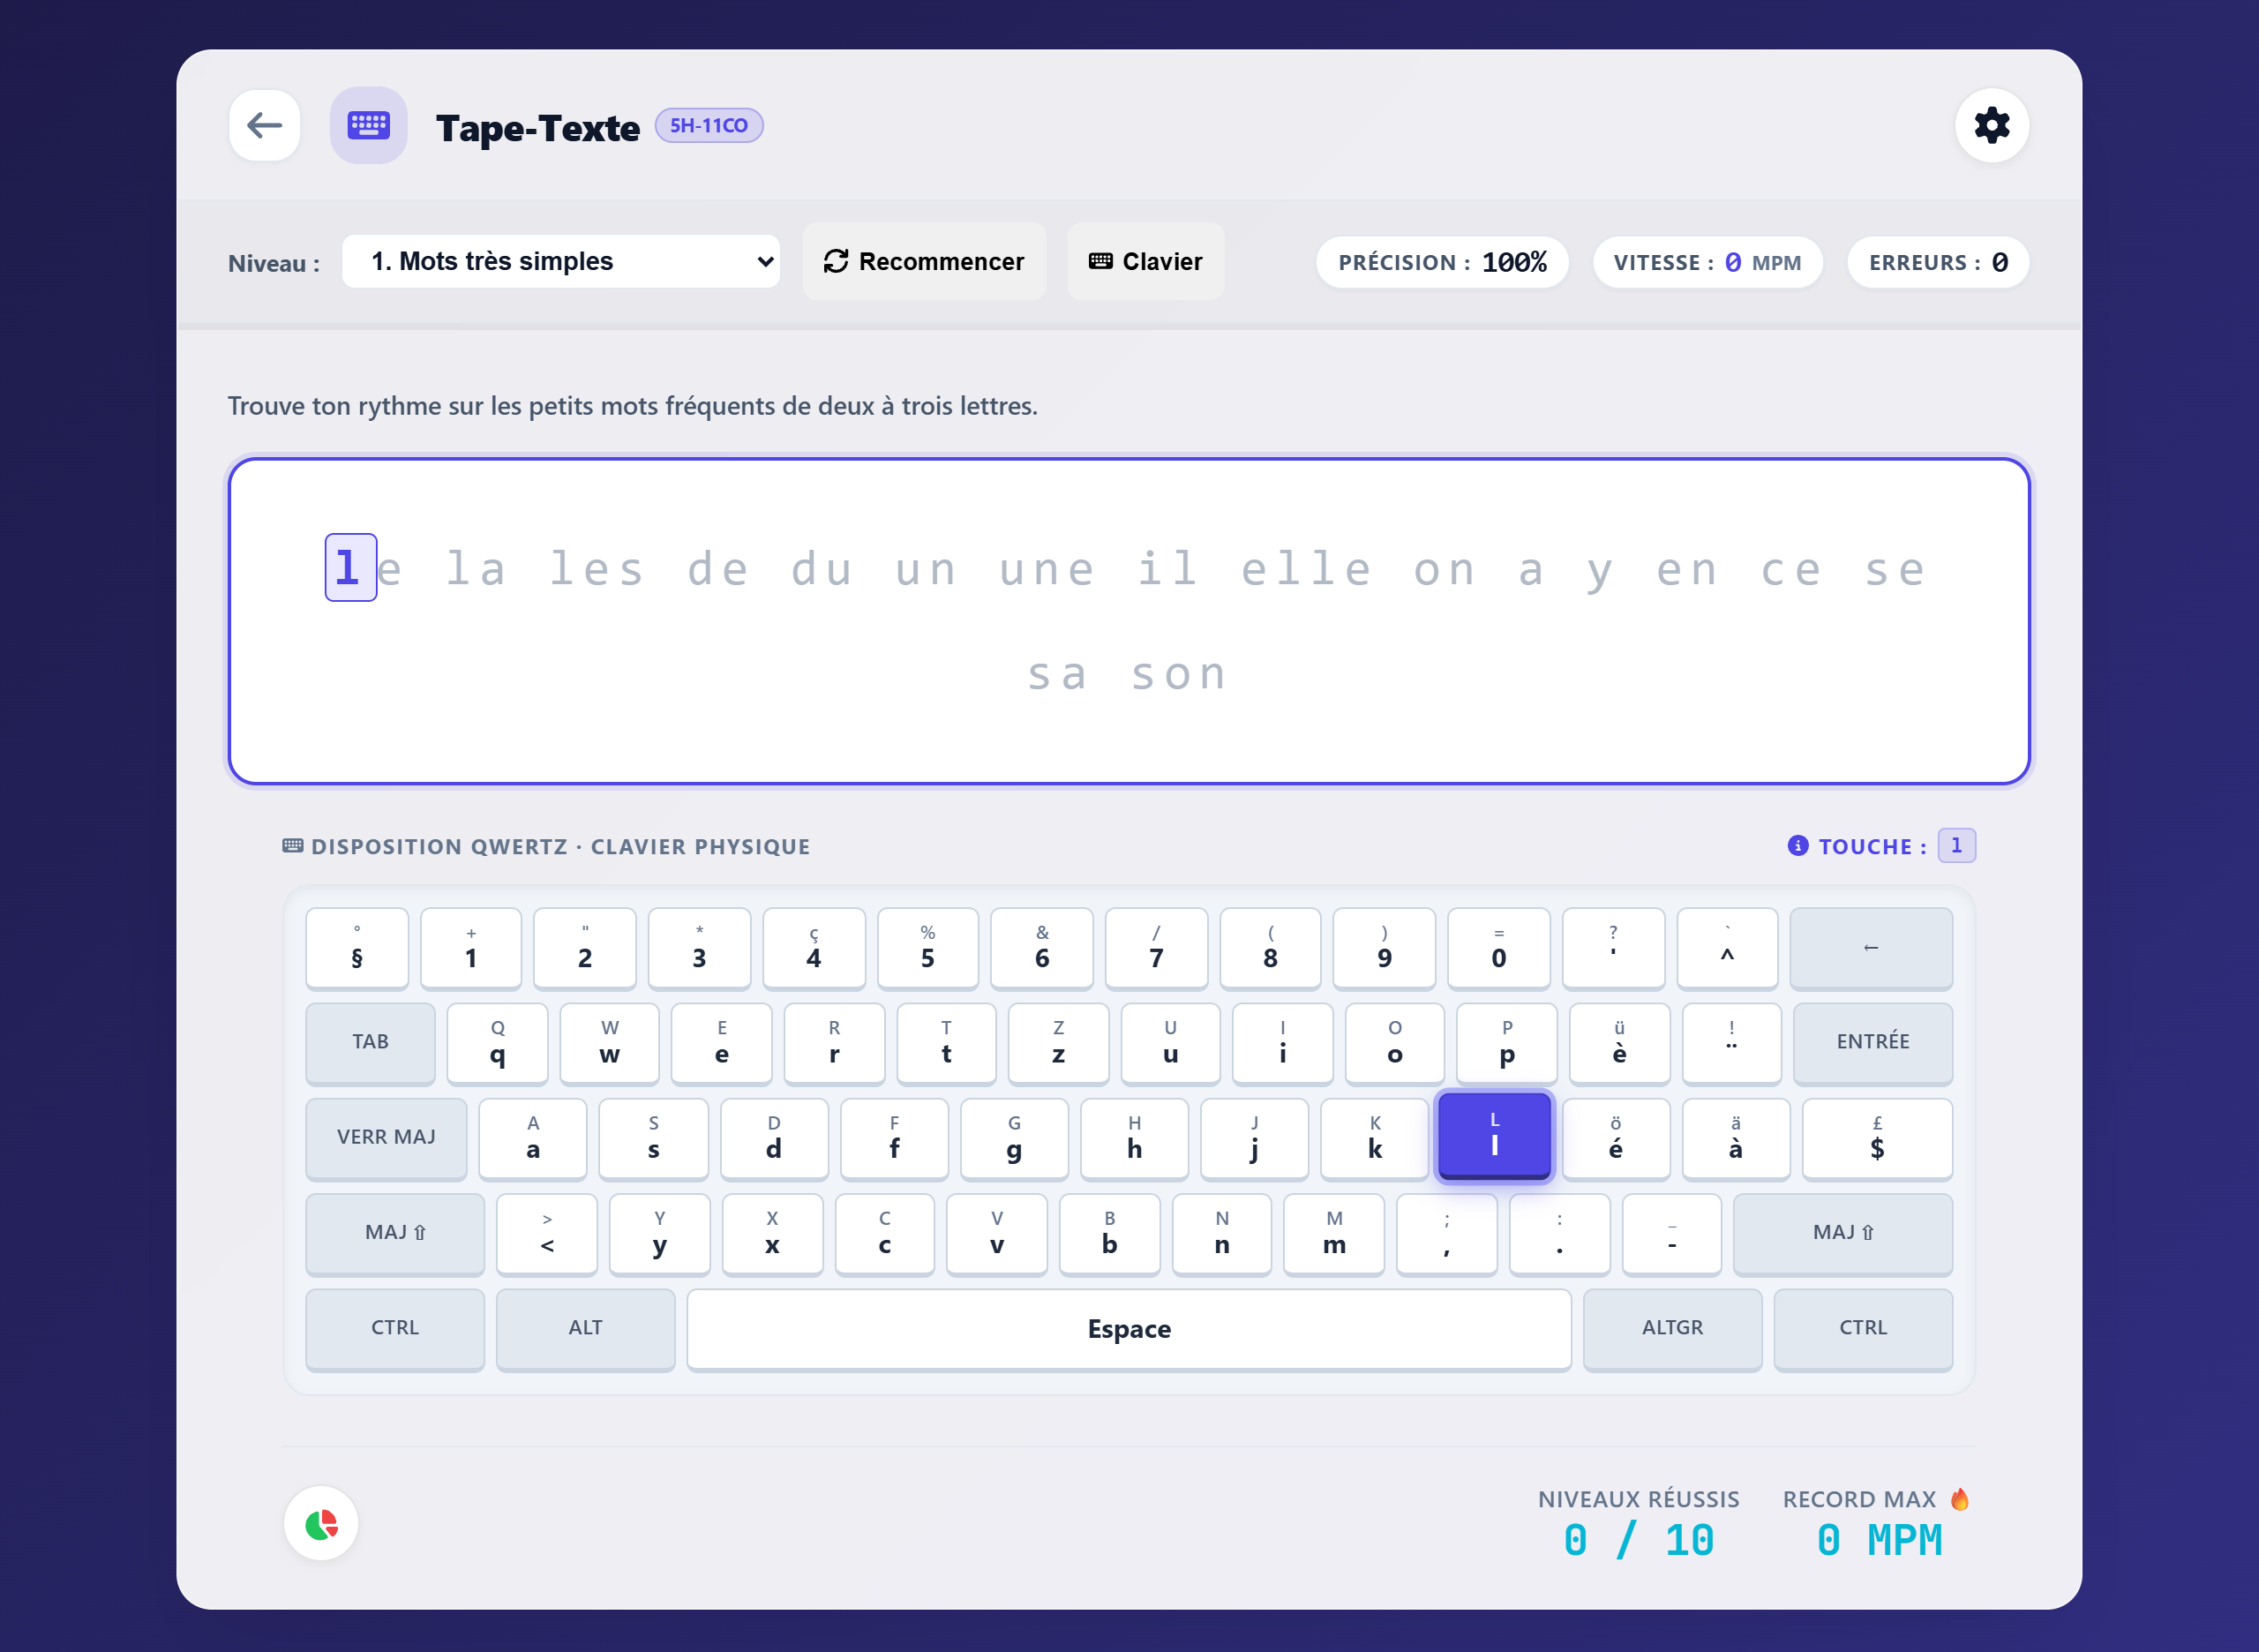 Tape-Texte 5H-11CO
Niveau : 1. Mots très simples Recommencer Clavier PRÉCISION : 100% VITESSE : 0 MPM ERREURS : 0
Trouve ton rythme sur les petits mots fréquents de deux à trois lettres.
le la les de du un une il elle on a y en ce se
sa son
DISPOSITION QWERTZ · CLAVIER PHYSIQUE TOUCHE : l
° + " * ç % & / ( ) = ? `
§ 1 2 3 4 5 6 7 8 9 0 ' ^ ←
Q W E R T Z U I O P ü !
TAB q w e r t z u i o p è ¨ ENTRÉE
A S D F G H J K L ö ä £
VERR MAJ a s d f g h j k l é à $
> Y X C V B N M ; : _
MAJ ⇧ < y x c v b n m , . - MAJ ⇧
CTRL ALT Espace ALTGR CTRL
NIVEAUX RÉUSSIS RECORD MAX 🔥
0 / 10 0 MPM